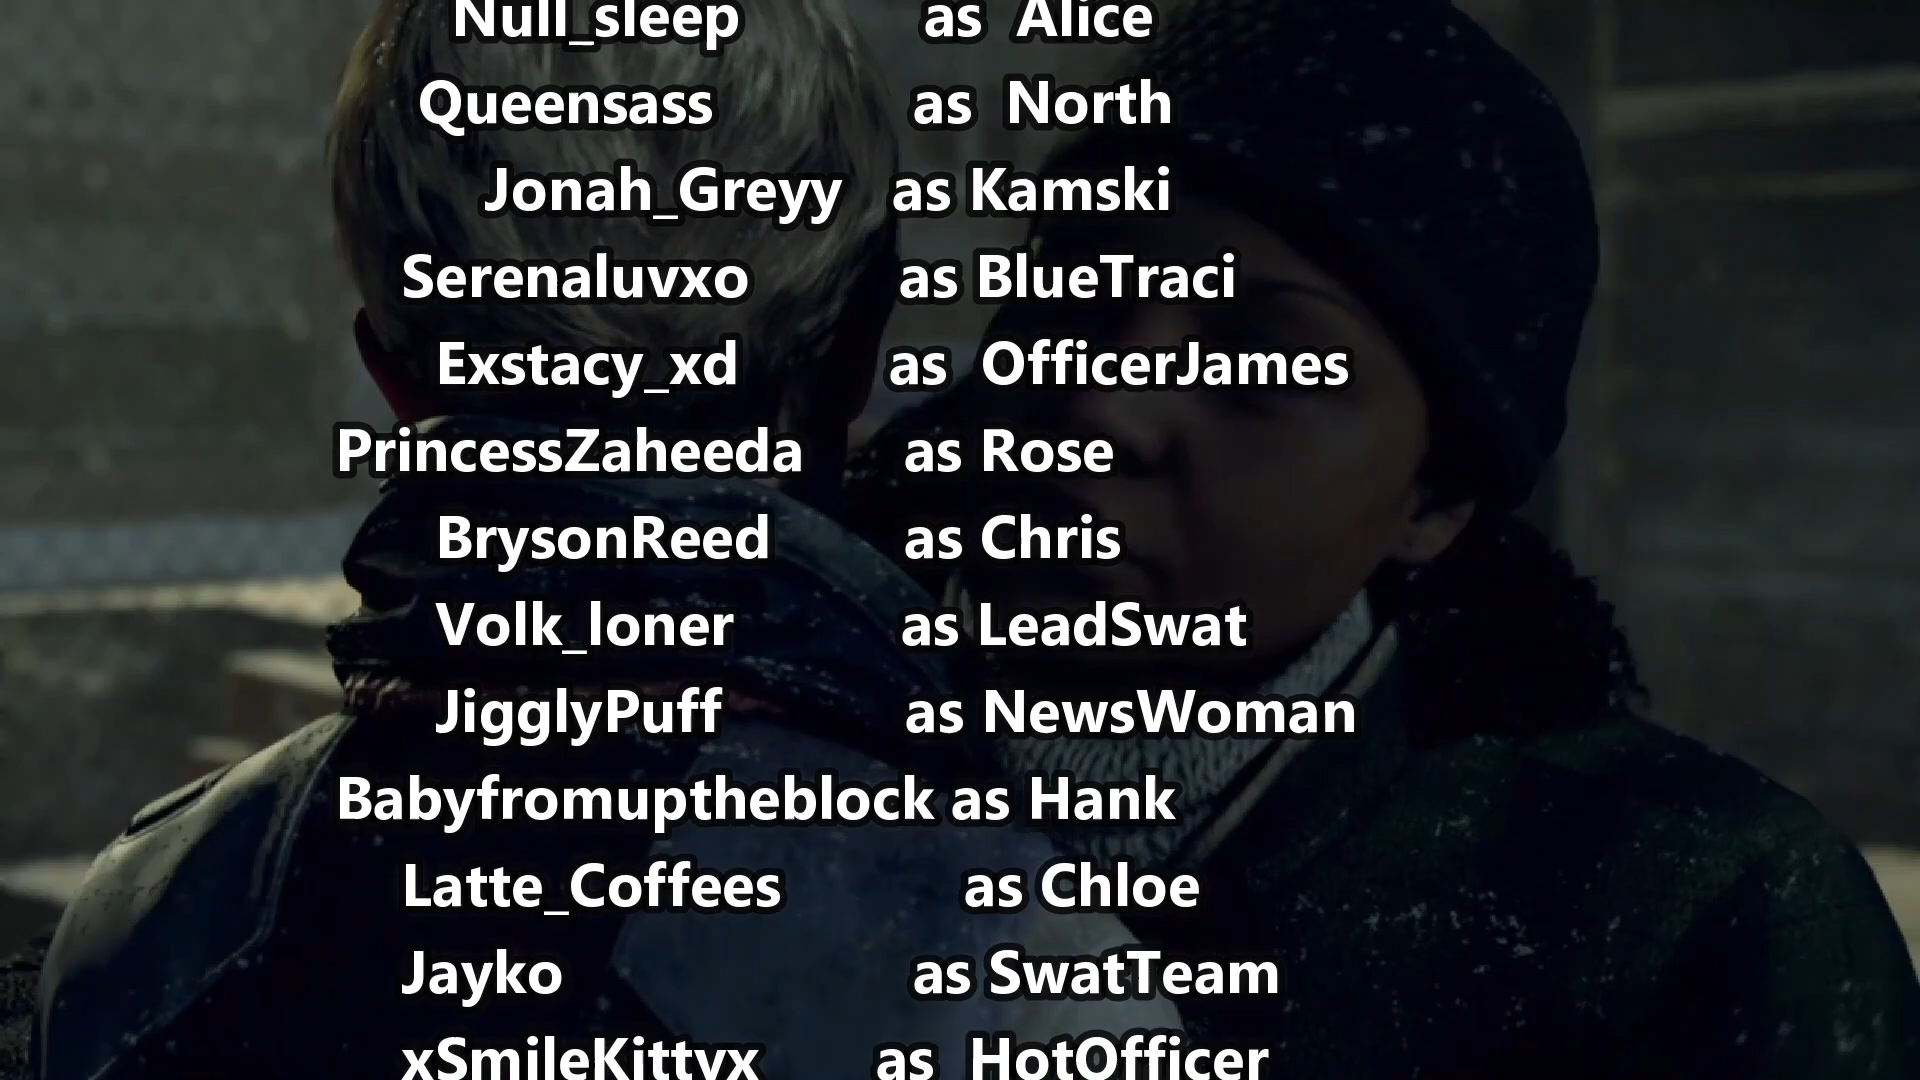 Null_sleep as Alice
Queensass as North
Jonah_Greyy as Kamski
Serenaluvxo as BlueTraci
Exstacy_xd as OfficerJames
PrincessZaheeda as Rose
BrysonReed as Chris
Volk_loner as LeadSwat
JigglyPuff as NewsWoman
Babyfromuptheblock as Hank
Latte_Coffees as Chloe
Jayko as SwatTeam
xSmileKittyx as HotOfficer